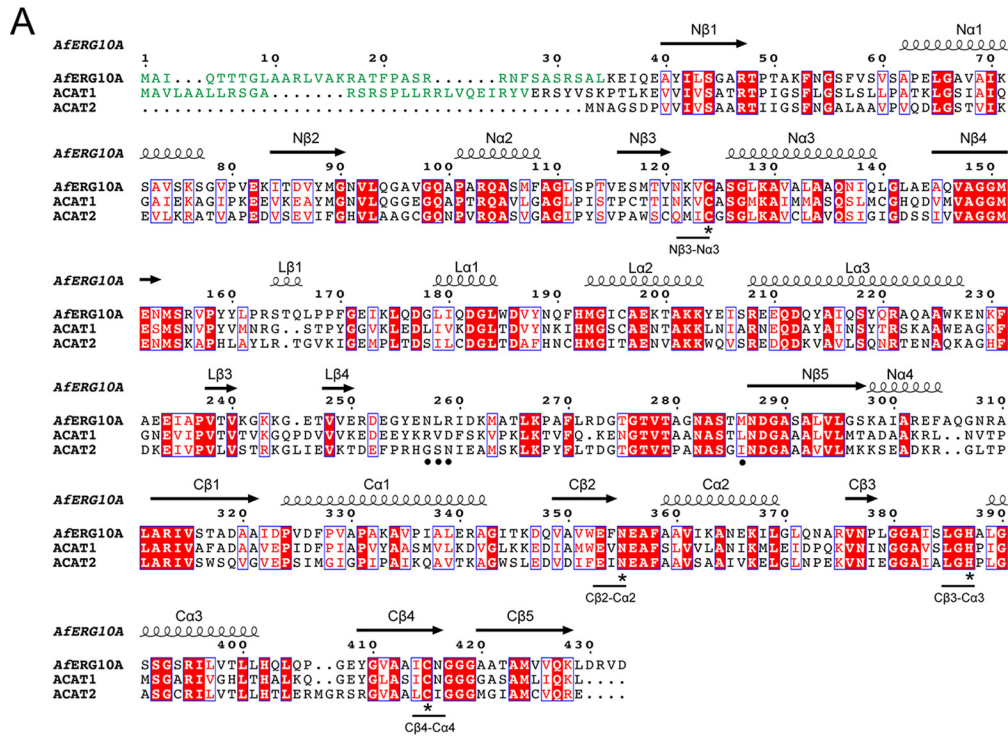 A
AfERG10A Nβ1 Nα1
1 10 20 30 40 50 60 70
AfERG10A MAI...QTTTGLAARLVAKRATFPASR......RNFSASRSALKEIQEAYILSGARTPTAKFNGSFVSVSAPELGAVAIK
ACAT1 MAVLAALLRSGA.......RSRSPLLRRLVQEIRYVERSYVSKPTLKEVVIVSATRTPIGSFLGSLSLLPATKLGSIAIQ
ACAT2 ........................................MNAGSDPVVIVSAARTIIGSFNGALAAVPVQDLGSTVIK
AfERG10A Nβ2 Nα2 Nβ3 Nα3 Nβ4
80 90 100 110 120 130 140 150
AfERG10A SAVSKSGVPVEKITDVYMGNVLQGAVGQAPARQASMFAGLSPTVESMTVNKVCASGLKAVALAAQNIQLGLAEAQVAGGM
ACAT1 GAIEKAGIPKEEVKEAYMGNVLQGGEGQAPTRQAVLGAGLPISTPCTTINKVCASGMKAIMMASQSLMCGHQDVMVAGGM
ACAT2 EVLKRATVAPEDVSEVIFGHVLAAGCGQNPVRQASVGAGIPYSVPAWSCQMICGSGLKAVCLAVQSIGIGDSSIVVAGGM
*
Nβ3-Nα3
AfERG10A Lβ1 Lα1 Lα2 Lα3
160 170 180 190 200 210 220 230
AfERG10A ENMSRVPYYLPRSTQLPPFGEIKLQDGLIQDGLWDVYNQFHMGICAEKTAKKYEISREEQDQYAIQSYQRAQAAWKENKF
ACAT1 ESMSNVPYVMNRG..STPYGGVKLEDLIVKDGLTDVYNKIHMGSCAENTAKKLNIARNEQDAYAINSYTRSKAAWEAGKF
ACAT2 ENMSKAPHLAYLR.TGVKIGEMPLTDSILCDGLTDAFHNCHMGITAENVAKKWQVSREDQDKVAVLSQNRTENAQKAGHF
AfERG10A Lβ3 Lβ4 Nβ5 Nα4
240 250 260 270 280 290 300 310
AfERG10A AEEIAPVTVKGKKG.ETVVERDEGYENLRIDKMATLKPAFLRDGTGTVTAGNASTMNDGASALVLGSKAIAREFAQGNRA
ACAT1 GNEVIPVTVTVKGQPDVVVKEDEEYKRVDFSKVPKLKTVFQ.KENGTVTAANASTLNDGAAALVLMTADAAKRL..NVTP
ACAT2 DKEIVPVLVSTRKGLIEVKTDEFPRHGSNIEAMSKLKPYFLTDGTGTVTPANASGINDGAAAVVLMKKSEADKR..GLTP
AfERG10A Cβ1 Cα1 Cβ2 Cα2 Cβ3
320 330 340 350 360 370 380 390
AfERG10A LARIVSTADAAIDPVDFPVAPAKAVPIALERAGITKDQVAVWEFNEAFAAVIKANEKILGLQNARVNPLGGAISLGHALG
ACAT1 LARIVAFADAAVEPIDFPIAPVYAASMVLKDVGLKKEDIAMWEVNEAFSLVVLANIKMLEIDPQKVNINGGAVSLGHPIG
ACAT2 LARIVSWSQVGVEPSIMGIGPIPAIKQAVTKAGWSLEDVDIFEINEAFAAVSAAIVKELGLNPEKVNIEGGAIALGHPLG
* *
Cβ2-Cα2 Cβ3-Cα3
AfERG10A Cα3 Cβ4 Cβ5
400 410 420 430
AfERG10A SSGSRILVTLLHQLQP..GEYGVAAICNGGGAATAMVVQKLDRVD
ACAT1 MSGARIVGHLTHALKQ..GEYGLASICNGGGGASAMLIQKL....
ACAT2 ASGCRILVTLLHTLERMGRSRGVAALCIGGGMGIAMCVQRE....
*
Cβ4-Cα4